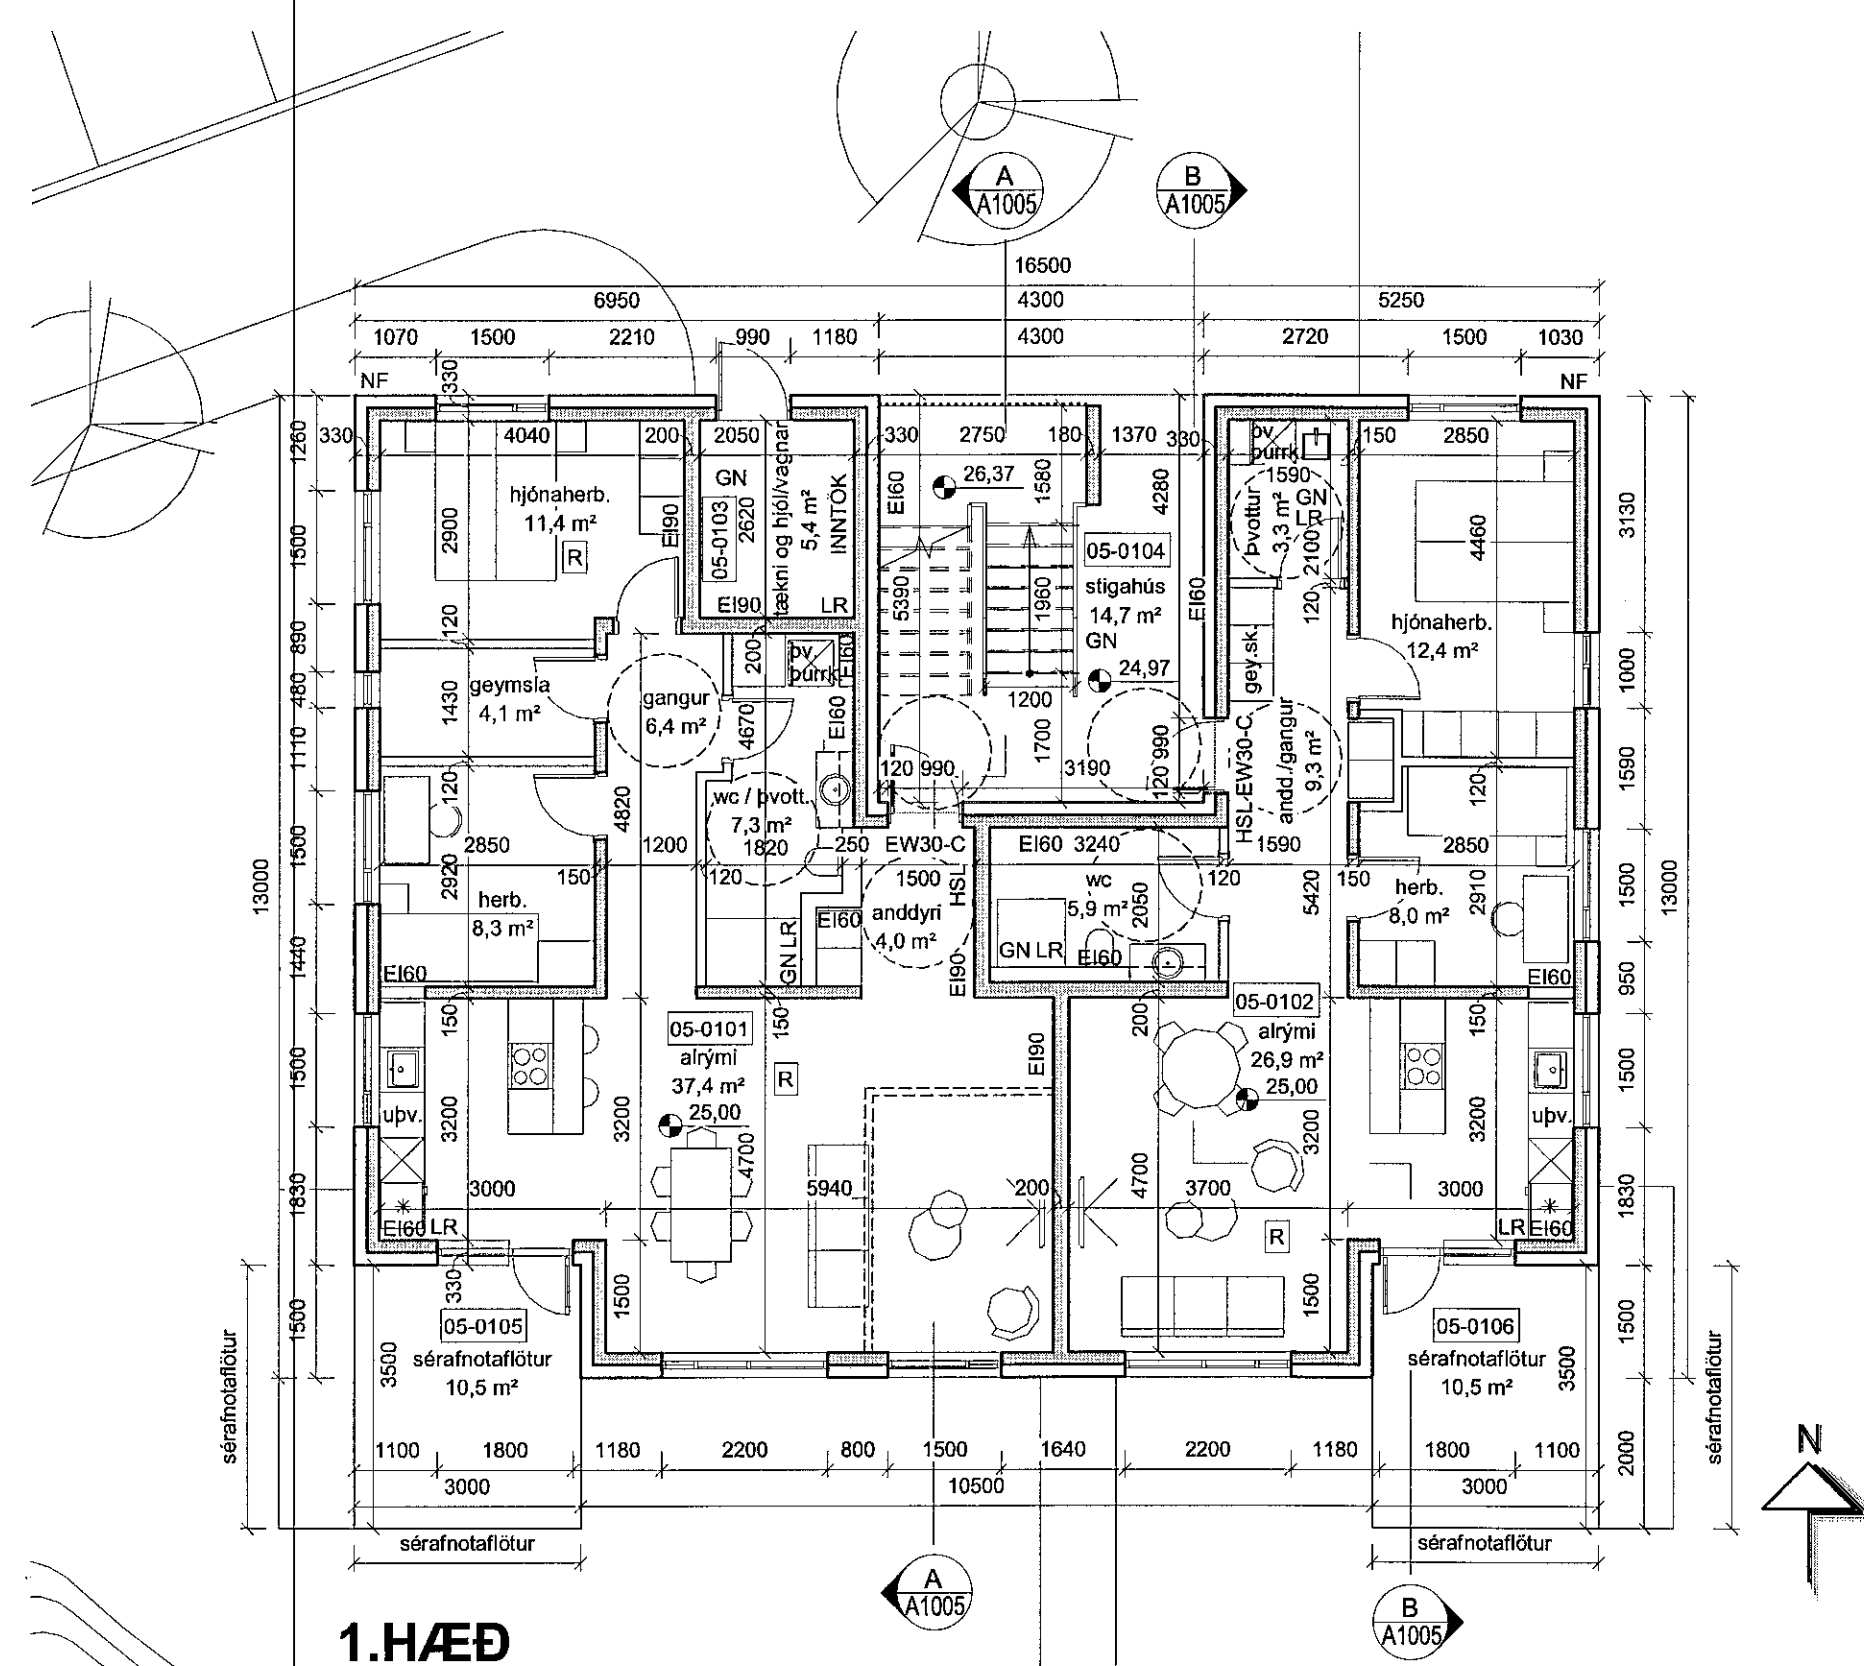 A
A1005
B
A1005
16500
6950
4300
5250
1070
1500
2210
990
1180
4300
2720
1500
1030
NF
330
NF
330
4040
200
2050
330
2750
180
1370
330
þv.
þurrk.
150
2850
1260
1500
890
480
1110
1500
1440
1500
1830
1500
13000
hjónaherb.
11,4 m²
R
2900
EI90
GN
05-0103
2620
tækni og hjól/vagnar
5,4 m²
INNTÖK
EI90
LR
EI60
26,37
1580
4280
5390
1960
05-0104
stigahús
14,7 m²
GN
24,97
1200
1700
3190
120
990
120
990
EI60
1590
GN
LR
þvottur
3,3 m²
2100
120
gey.sk.
4460
hjónaherb.
12,4 m²
3130
1000
1590
1500
950
1500
1830
1500
2000
13000
120
geymsla
4,1 m²
1430
gangur
6,4 m²
200
þv.
þurrk.
EI60
EI60
4670
120
4820
wc / þvott.
7,3 m²
1820
2850
1200
250
150
120
2920
herb.
8,3 m²
EI60
EW30-C
1500
HSL
anddyri
4,0 m²
EI60
GN LR
EI90
EI60
3240
wc
5,9 m²
2050
GN LR
EI60
HSL-EW30-C
andd./gangur
9,3 m²
1590
120
150
5420
120
2850
herb.
8,0 m²
2910
EI60
150
05-0101
alrými
37,4 m²
25,00
150
R
EI90
200
05-0102
alrými
26,9 m²
25,00
150
uþv.
3200
3200
4700
3000
5940
200
4700
3700
3200
3000
3200
uþv.
EI60
LR
R
LR
EI60
330
1500
1500
05-0105
sérafnotaflötur
10,5 m²
3500
05-0106
sérafnotaflötur
10,5 m²
3500
sérafnotaflötur
sérafnotaflötur
1100
1800
1180
2200
800
1500
1640
2200
1180
1800
1100
3000
10500
3000
sérafnotaflötur
sérafnotaflötur
N
A
A1005
B
A1005
1.HÆÐ